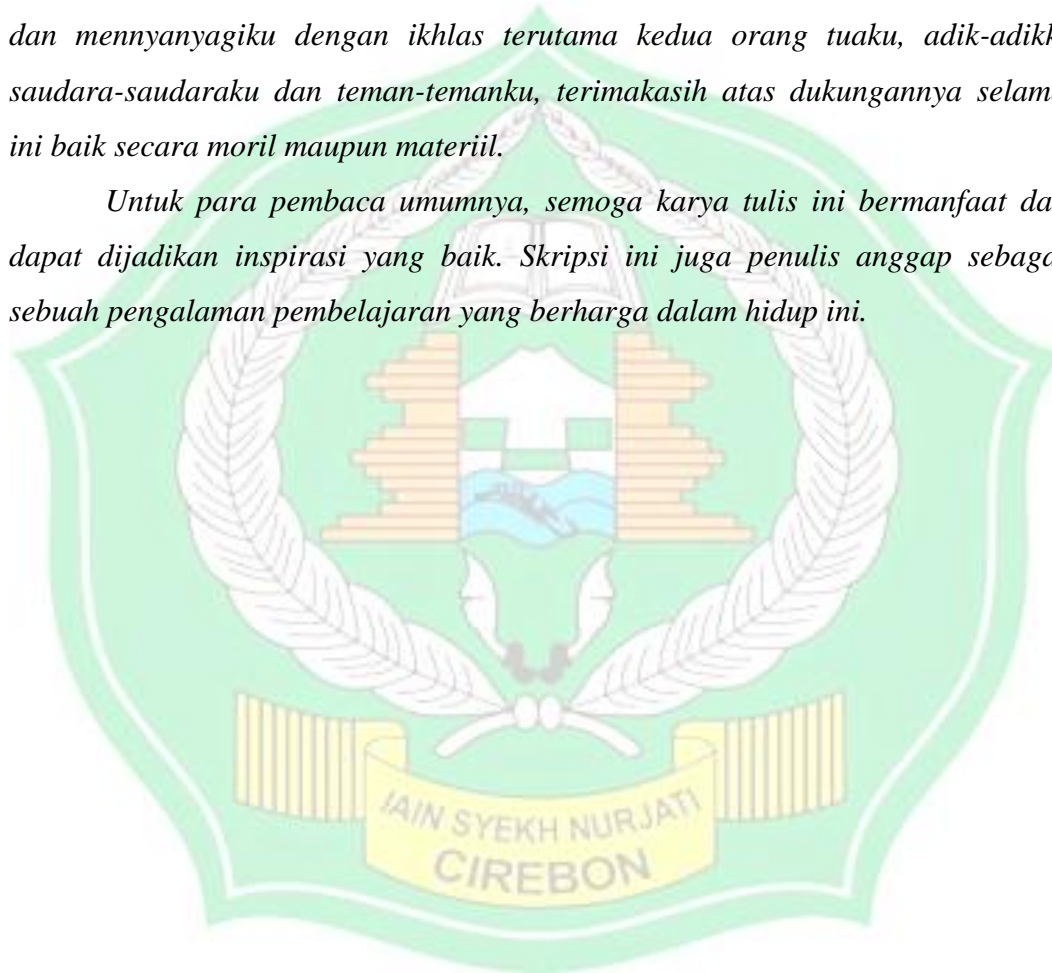 dan mennyanyagiku dengan ikhlas terutama kedua orang tuaku, adik-adikk
saudara-saudaraku dan teman-temanku, terimakasih atas dukungannya selam
ini baik secara moril maupun materiil.
Untuk para pembaca umumnya, semoga karya tulis ini bermanfaat da
dapat dijadikan inspirasi yang baik. Skripsi ini juga penulis anggap sebaga
sebuah pengalaman pembelajaran yang berharga dalam hidup ini.
IAIN SYEKH NURJATI
CIREBON